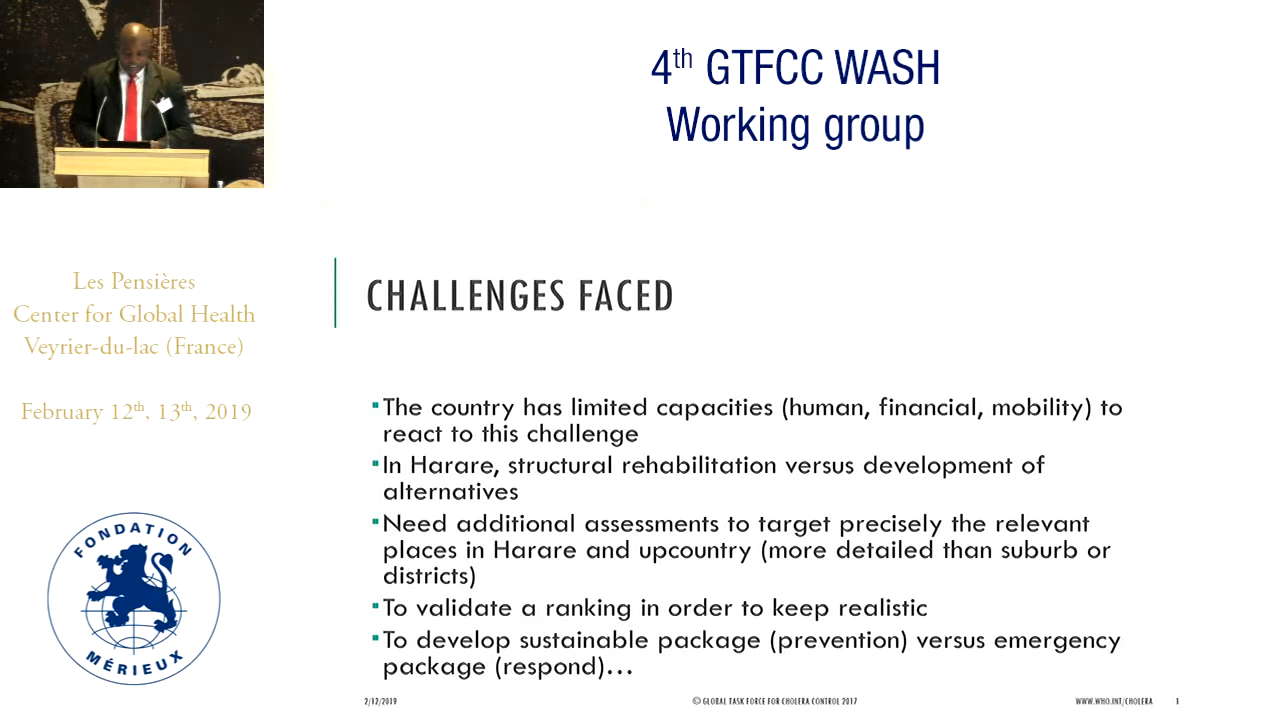 4th GTFCC WASH
Working group
Les Pensières
Center for Global Health
Veyrier-du-lac (France)
February 12th, 13th, 2019
FONDATION
MÉRIEUX
CHALLENGES FACED
▪The country has limited capacities (human, financial, mobility) to
react to this challenge
▪In Harare, structural rehabilitation versus development of
alternatives
▪Need additional assessments to target precisely the relevant
places in Harare and upcountry (more detailed than suburb or
districts)
▪To validate a ranking in order to keep realistic
▪To develop sustainable package (prevention) versus emergency
package (respond)...
2/12/2019
© GLOBAL TASK FORCE FOR CHOLERA CONTROL 2017
WWW.WHO.INT/CHOLERA
1